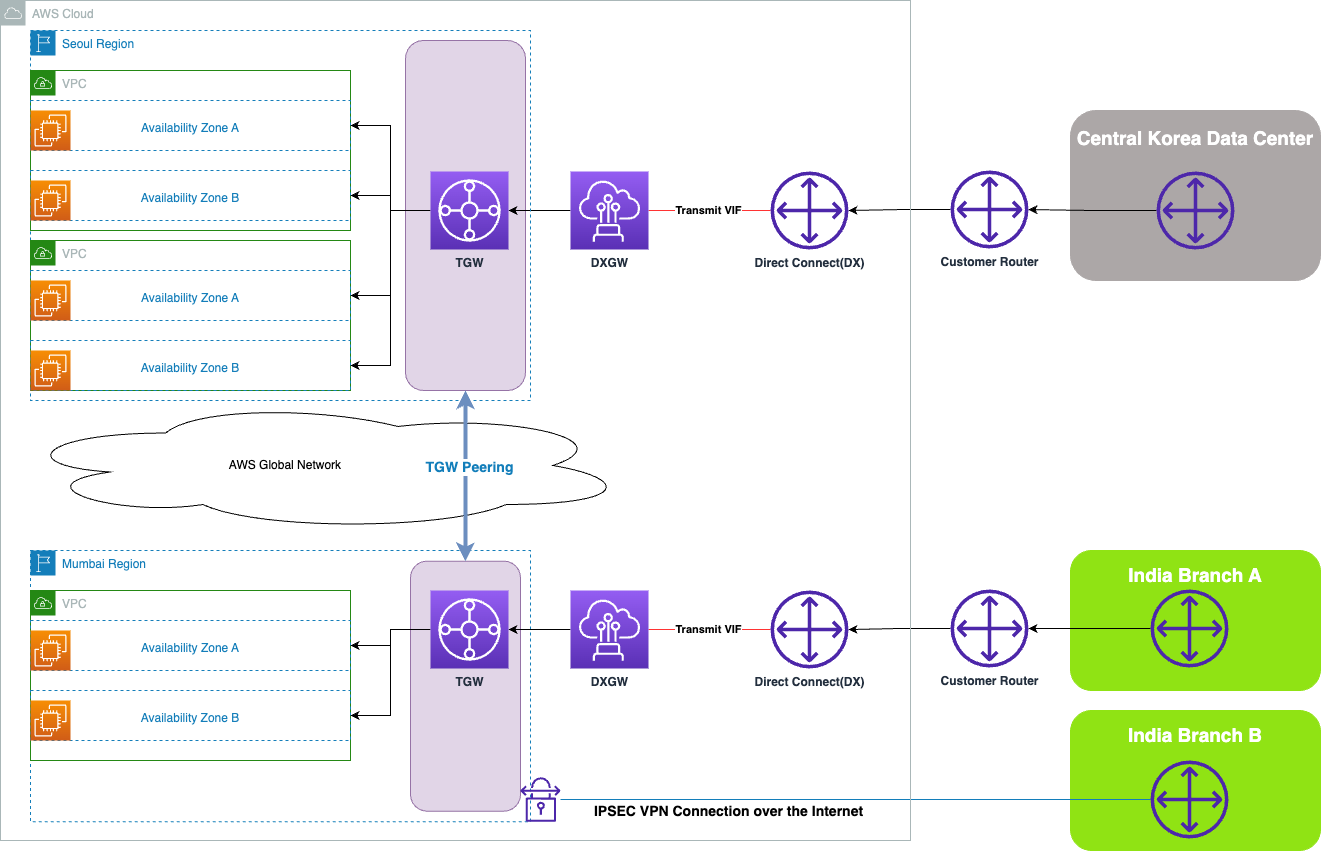 AWS Cloud
Seoul Region
VPC
Availability Zone A
Availability Zone B
VPC
Availability Zone A
Availability Zone B
TGW
DXGW
Transmit VIF
Direct Connect(DX)
Customer Router
Central Korea Data Center
AWS Global Network
TGW Peering
Mumbai Region
VPC
Availability Zone A
Availability Zone B
TGW
DXGW
Transmit VIF
Direct Connect(DX)
Customer Router
India Branch A
India Branch B
IPSEC VPN Connection over the Internet